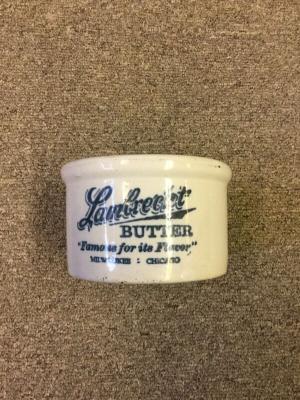 Lambrecht
BUTTER
"Famous for its Flavor,"
MILWAUKEE : CHICAGO